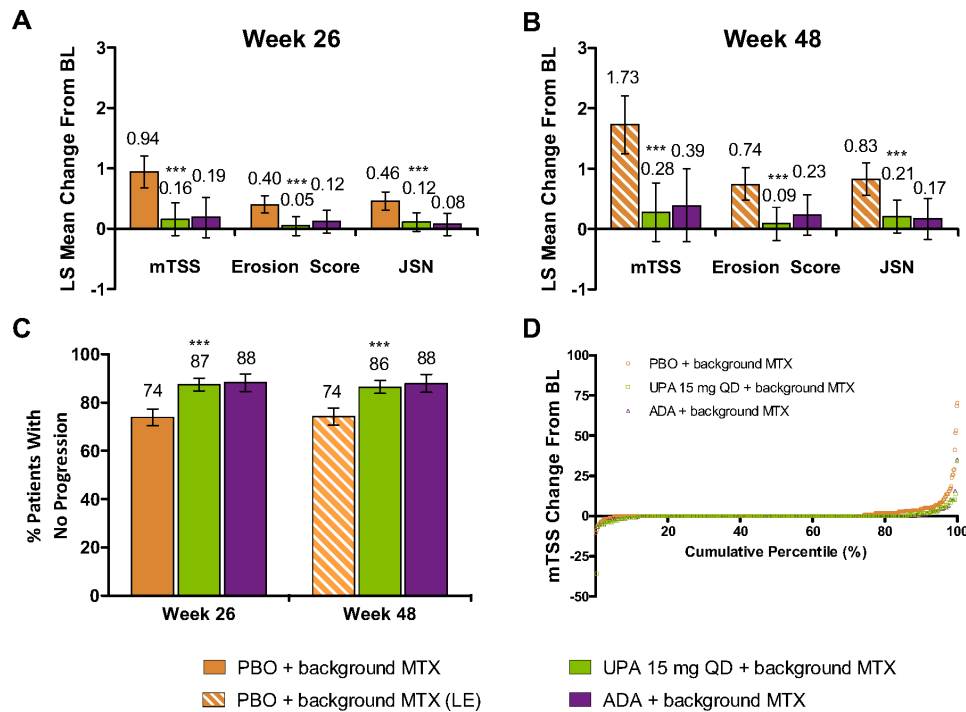 A
Week 26
LS Mean Change From BL
3
2
1
0
-1
0.94
***
0.16
0.19
0.40
***
0.05
0.12
0.46
***
0.12
0.08
mTSS
Erosion Score
JSN
B
Week 48
LS Mean Change From BL
3
2
1
0
-1
1.73
***
0.28
0.39
0.74
***
0.09
0.23
0.83
***
0.21
0.17
mTSS
Erosion Score
JSN
C
% Patients With
No Progression
100
80
60
40
20
0
74
***
87
88
74
***
86
88
Week 26
Week 48
D
mTSS Change From BL
100
75
50
25
0
-25
-50
PBO + background MTX
UPA 15 mg QD + background MTX
ADA + background MTX
20
40
60
80
100
Cumulative Percentile (%)
PBO + background MTX
UPA 15 mg QD + background MTX
PBO + background MTX (LE)
ADA + background MTX